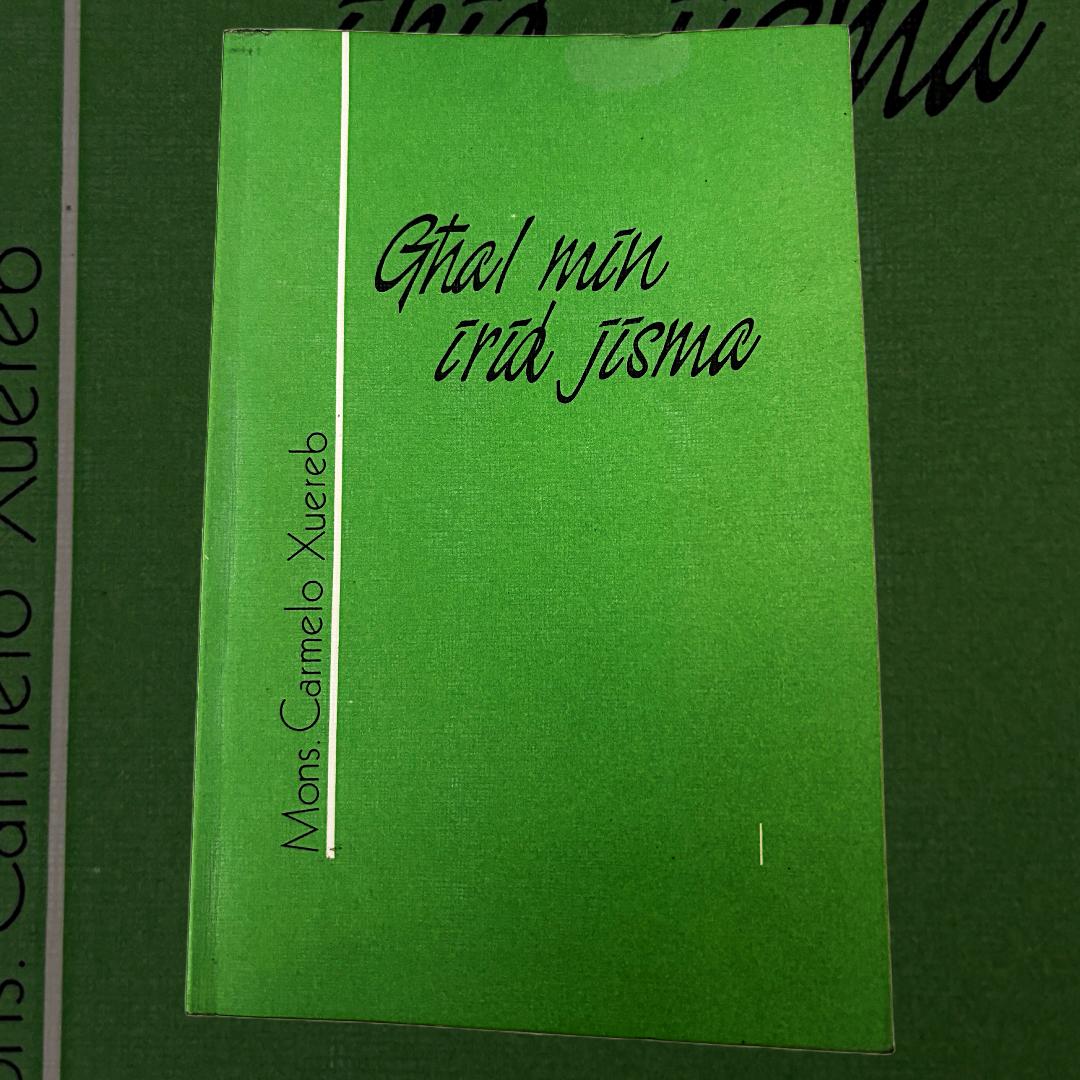 Għal min
irid jisma
Mons. Carmelo Xuereb